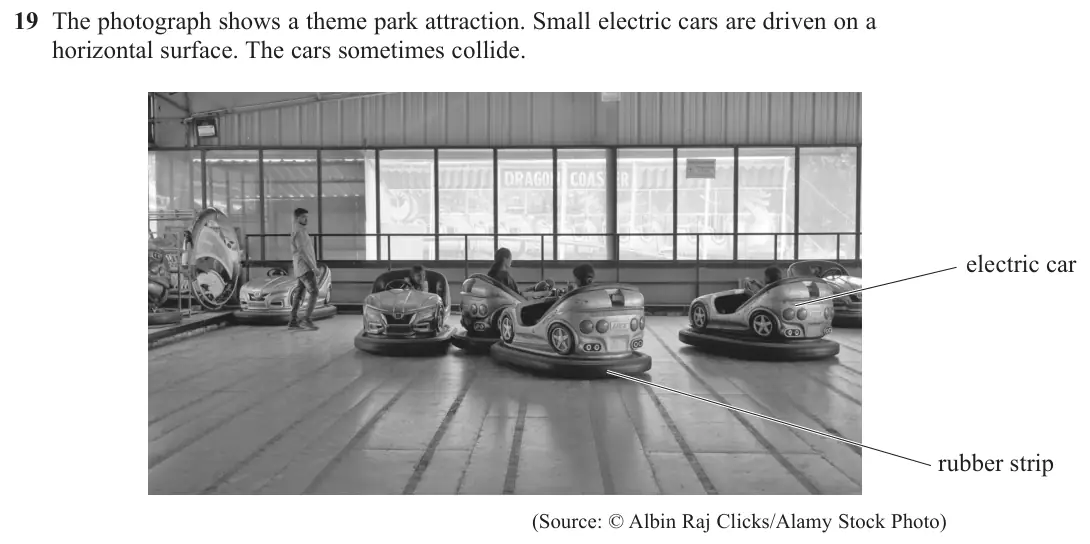 19 The photograph shows a theme park attraction. Small electric cars are driven on a
horizontal surface. The cars sometimes collide.
DRAGON COASTER
electric car
rubber strip
(Source: © Albin Raj Clicks/Alamy Stock Photo)